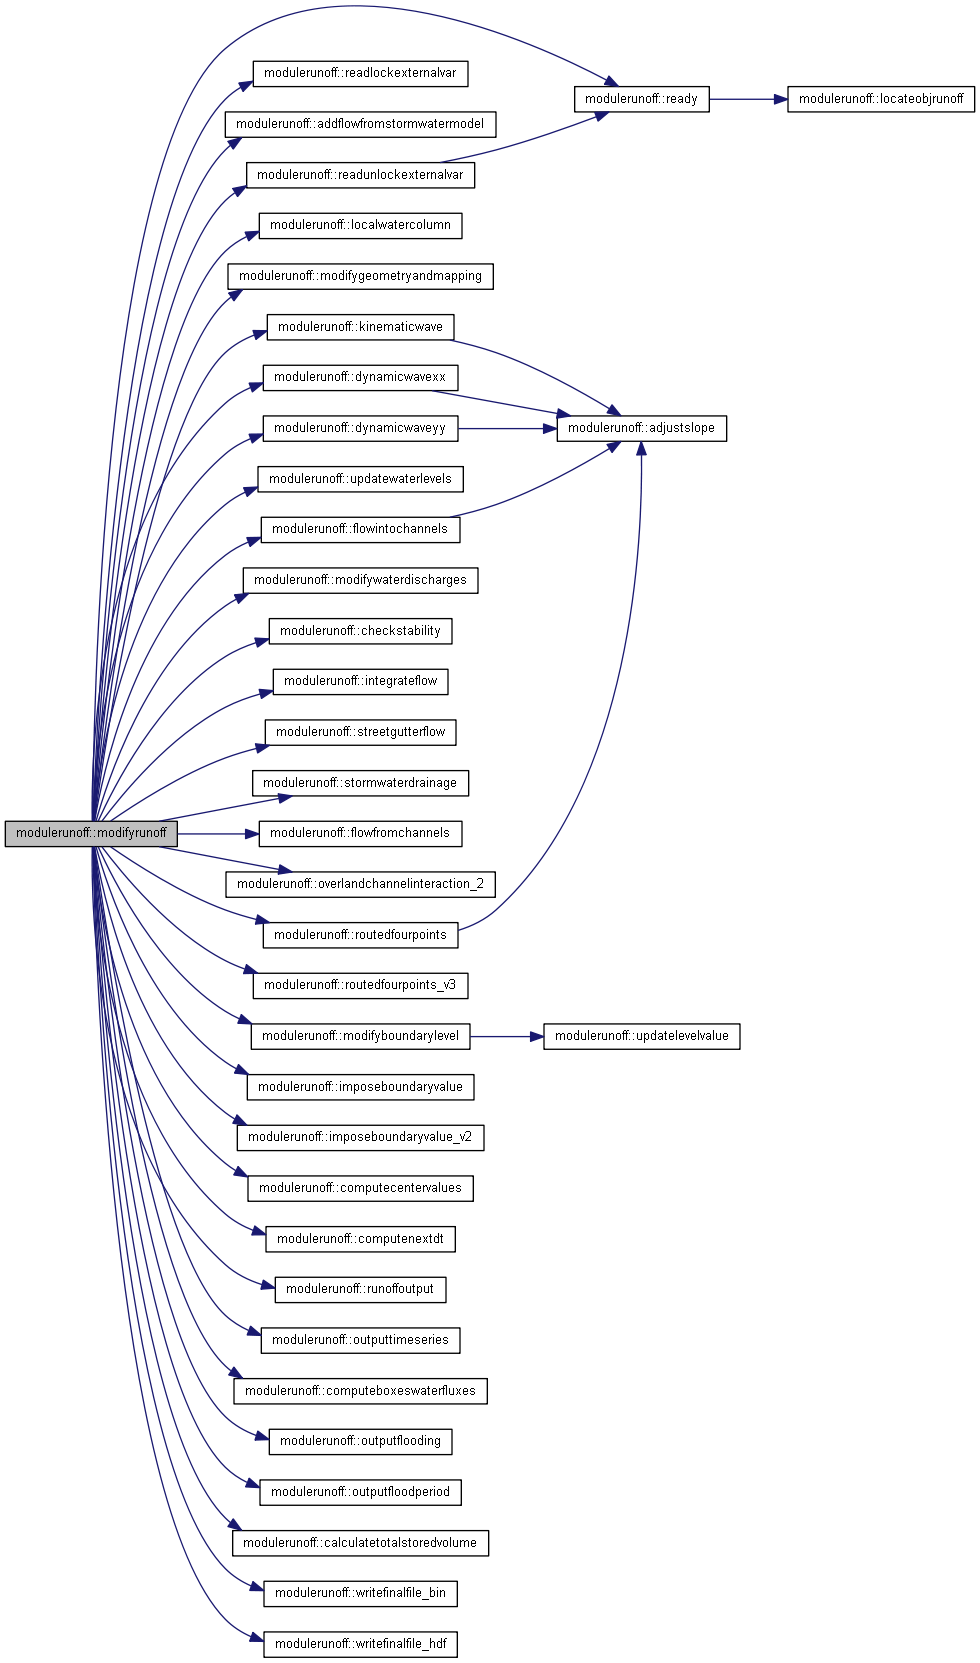 modulerunoff::readlockexternalvar
modulerunoff::ready
modulerunoff::locateobjrunoff
modulerunoff::addflowfromstormwatermodel
modulerunoff::readunlockexternalvar
modulerunoff::localwatercolumn
modulerunoff::modifygeometryandmapping
modulerunoff::kinematicwave
modulerunoff::dynamicwavexx
modulerunoff::dynamicwaveyy
modulerunoff::adjustslope
modulerunoff::updatewaterlevels
modulerunoff::flowintochannels
modulerunoff::modifywaterdischarges
modulerunoff::checkstability
modulerunoff::integrateflow
modulerunoff::streetgutterflow
modulerunoff::stormwaterdrainage
modulerunoff::modifyrunoff
modulerunoff::flowfromchannels
modulerunoff::overlandchannelinteraction_2
modulerunoff::routedfourpoints
modulerunoff::routedfourpoints_v3
modulerunoff::modifyboundarylevel
modulerunoff::updatelevelvalue
modulerunoff::imposeboundaryvalue
modulerunoff::imposeboundaryvalue_v2
modulerunoff::computecentervalues
modulerunoff::computenextdt
modulerunoff::runoffoutput
modulerunoff::outputtimeseries
modulerunoff::computeboxeswaterfluxes
modulerunoff::outputflooding
modulerunoff::outputfloodperiod
modulerunoff::calculatetotalstoredvolume
modulerunoff::writefinalfile_bin
modulerunoff::writefinalfile_hdf